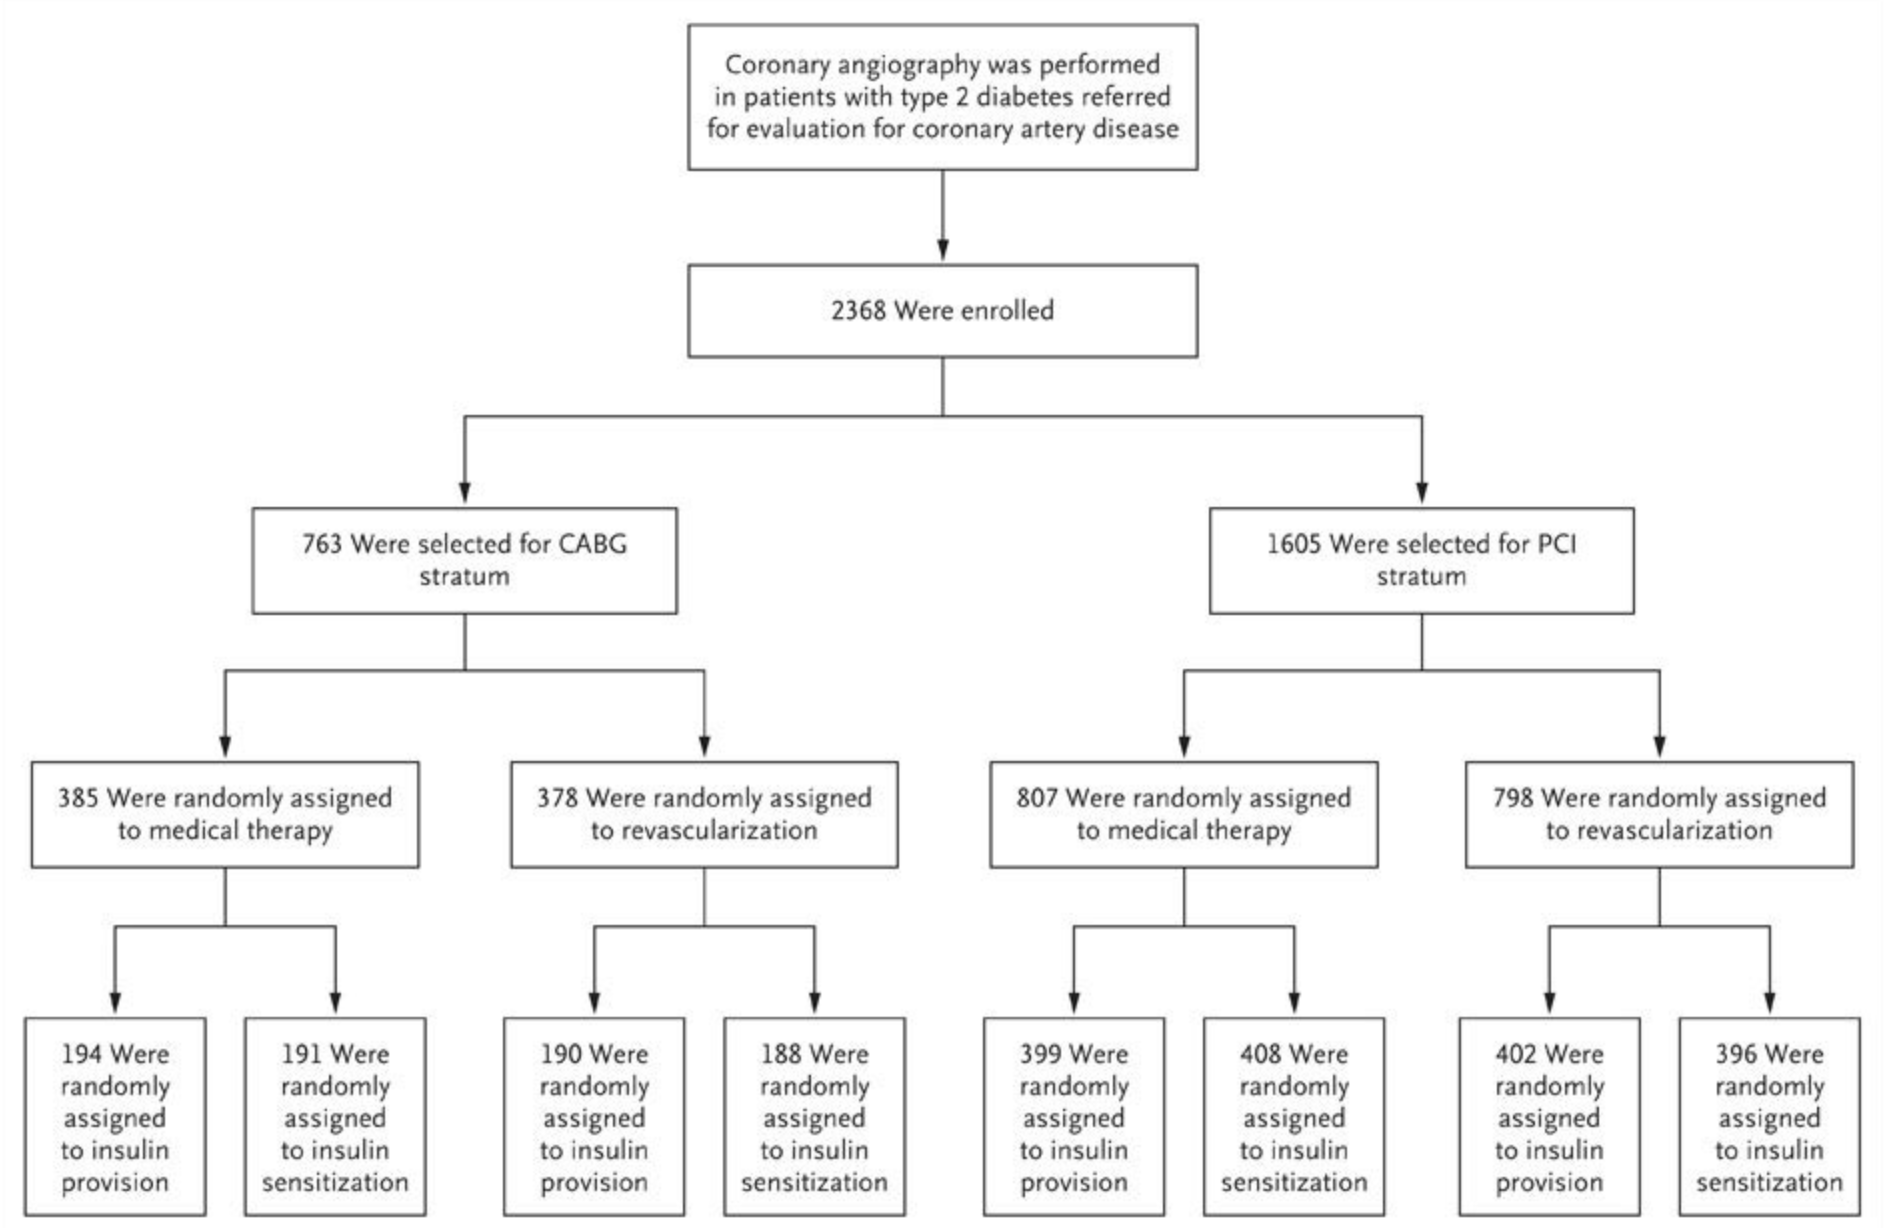 Coronary angiography was performed
in patients with type 2 diabetes referred
for evaluation for coronary artery disease
2368 Were enrolled
763 Were selected for CABG
stratum
1605 Were selected for PCI
stratum
385 Were randomly assigned
to medical therapy
378 Were randomly assigned
to revascularization
807 Were randomly assigned
to medical therapy
798 Were randomly assigned
to revascularization
194 Were
randomly
assigned
to insulin
provision
191 Were
randomly
assigned
to insulin
sensitization
190 Were
randomly
assigned
to insulin
provision
188 Were
randomly
assigned
to insulin
sensitization
399 Were
randomly
assigned
to insulin
provision
408 Were
randomly
assigned
to insulin
sensitization
402 Were
randomly
assigned
to insulin
provision
396 Were
randomly
assigned
to insulin
sensitization